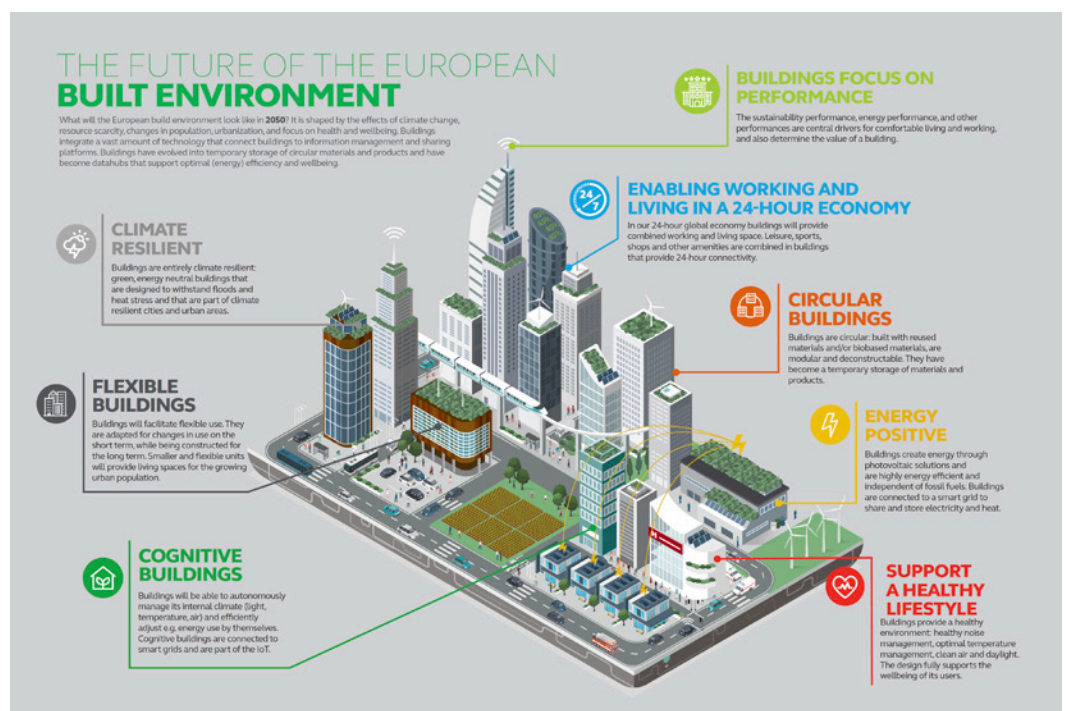 THE FUTURE OF THE EUROPEAN
BUILT ENVIRONMENT
What will the European build environment look like in 2050? It is shaped by the effects of climate change,
resource scarcity, changes in population, urbanization, and focus on health and wellbeing. Buildings
integrate a vast amount of technology that connect buildings to information management and sharing
platforms. Buildings have evolved into temporary storage of circular materials and products and have
become datahubs that support optimal (energy) efficiency and wellbeing.
BUILDINGS FOCUS ON
PERFORMANCE
The sustainability performance, energy performance, and other
performances are central drivers for comfortable living and working,
and also determine the value of a building.
24
7
ENABLING WORKING AND
LIVING IN A 24-HOUR ECONOMY
In our 24-hour global economy buildings will provide
combined working and living space. Leisure, sports,
shops and other amenities are combined in buildings
that provide 24-hour connectivity.
CLIMATE
RESILIENT
Buildings are entirely climate resilient:
green, energy neutral buildings that
are designed to withstand floods and
heat stress and that are part of climate
resilient cities and urban areas.
CIRCULAR
BUILDINGS
Buildings are circular: built with reused
materials and/or biobased materials, are
modular and deconstructable. They have
become a temporary storage of materials and
products.
FLEXIBLE
BUILDINGS
Buildings will facilitate flexible use. They
are adapted for changes in use on the
short term, while being constructed for
the long term. Smaller and flexible units
will provide living spaces for the growing
urban population.
ENERGY
POSITIVE
Buildings create energy through
photovoltaic solutions and
are highly energy efficient and
independent of fossil fuels. Buildings
are connected to a smart grid to
share and store electricity and heat.
COGNITIVE
BUILDINGS
Buildings will be able to autonomously
manage its internal climate (light,
temperature, air) and efficiently
adjust e.g. energy use by themselves.
Cognitive buildings are connected to
smart grids and are part of the IoT.
H
SUPPORT
A HEALTHY
LIFESTYLE
Buildings provide a healthy
environment: healthy noise
management, optimal temperature
management, clean air and daylight.
The design fully supports the
wellbeing of its users.